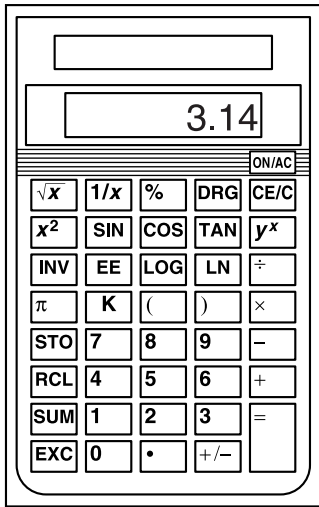 3.14
ON/AC
√x 1/x % DRG CE/C
x² SIN COS TAN yˣ
INV EE LOG LN ÷
π K ( ) ×
STO 7 8 9 −
RCL 4 5 6 +
SUM 1 2 3 =
EXC 0 • +/−